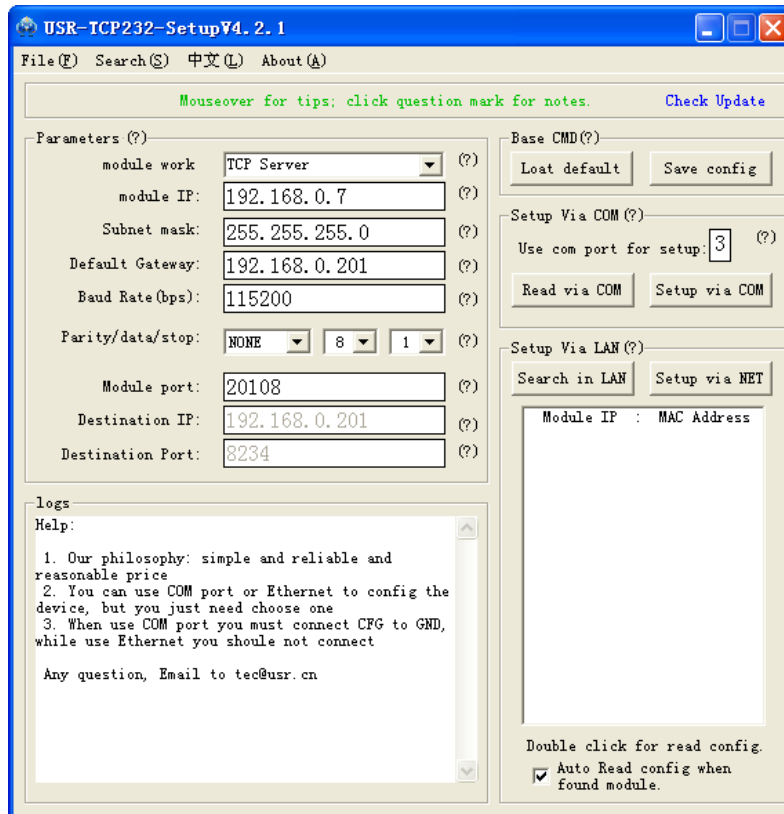 USR-TCP232-SetupV4.2.1
File(F) Search(S) 中文(L) About(A)
Mouseover for tips; click question mark for notes. Check Update
Parameters (?)
module work TCP Server (?)
module IP: 192.168.0.7 (?)
Subnet mask: 255.255.255.0 (?)
Default Gateway: 192.168.0.201 (?)
Baud Rate(bps): 115200 (?)
Parity/data/stop: NONE 8 1 (?)
Module port: 20108 (?)
Destination IP: 192.168.0.201 (?)
Destination Port: 8234 (?)
Base CMD(?)
Loat default Save config
Setup Via COM(?)
Use com port for setup: 3 (?)
Read via COM Setup via COM
Setup Via LAN(?)
Search in LAN Setup via NET
Module IP : MAC Address
Double click for read config.
Auto Read config when
found module.
logs
Help:
1. Our philosophy: simple and reliable and
reasonable price
2. You can use COM port or Ethernet to config the
device, but you just need choose one
3. When use COM port you must connect CFG to GND,
while use Ethernet you shoule not connect
Any question, Email to tec@usr.cn